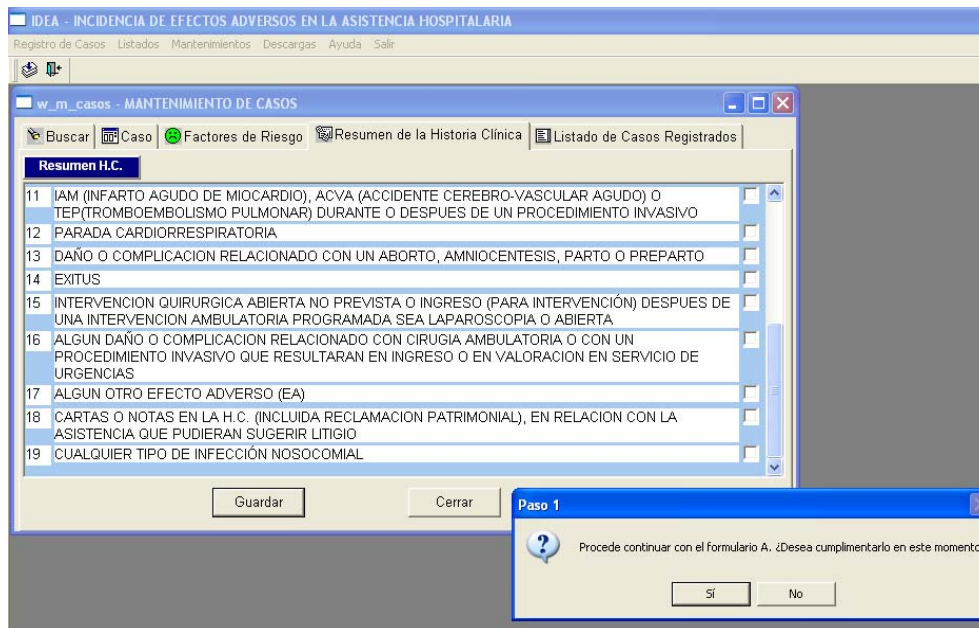 IDEA - INCIDENCIA DE EFECTOS ADVERSOS EN LA ASISTENCIA HOSPITALARIA
Registro de Casos Listados Mantenimientos Descargas Ayuda Salir
w_m_casos - MANTENIMIENTO DE CASOS
Buscar Caso Factores de Riesgo Resumen de la Historia Clínica Listado de Casos Registrados
Resumen H.C.
11 IAM (INFARTO AGUDO DE MIOCARDIO), ACVA (ACCIDENTE CEREBRO-VASCULAR AGUDO) O
TEP(TROMBOEMBOLISMO PULMONAR) DURANTE O DESPUES DE UN PROCEDIMIENTO INVASIVO
12 PARADA CARDIORRESPIRATORIA
13 DAÑO O COMPLICACION RELACIONADO CON UN ABORTO, AMNIOCENTESIS, PARTO O PREPARTO
14 EXITUS
15 INTERVENCION QUIRURGICA ABIERTA NO PREVISTA O INGRESO (PARA INTERVENCIÓN) DESPUES DE
UNA INTERVENCION AMBULATORIA PROGRAMADA SEA LAPAROSCOPIA O ABIERTA
16 ALGUN DAÑO O COMPLICACION RELACIONADO CON CIRUGIA AMBULATORIA O CON UN
PROCEDIMIENTO INVASIVO QUE RESULTARAN EN INGRESO O EN VALORACION EN SERVICIO DE
URGENCIAS
17 ALGUN OTRO EFECTO ADVERSO (EA)
18 CARTAS O NOTAS EN LA H.C. (INCLUIDA RECLAMACION PATRIMONIAL), EN RELACION CON LA
ASISTENCIA QUE PUDIERAN SUGERIR LITIGIO
19 CUALQUIER TIPO DE INFECCIÓN NOSOCOMIAL
Guardar Cerrar
Paso 1
Procede continuar con el formulario A. ¿Desea cumplimentarlo en este momento
Sí No